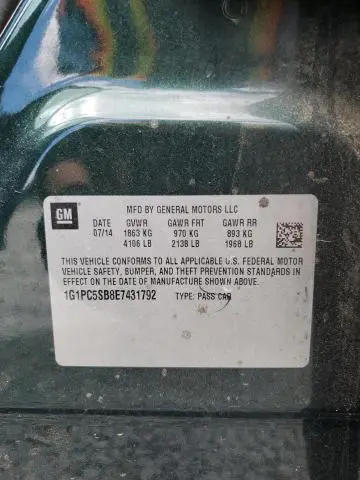 GM
MFD BY GENERAL MOTORS LLC
DATE GVWR GAWR FRT GAWR RR
07/14 1863 KG 970 KG 893 KG
4106 LB 2138 LB 1968 LB
THIS VEHICLE CONFORMS TO ALL APPLICABLE U.S. FEDERAL MOTOR
VEHICLE SAFETY, BUMPER, AND THEFT PREVENTION STANDARDS
IN EFFECT ON THE DATE OF MANUFACTURE SHOWN ABOVE.
1G1PC5SB8E7431792 TYPE: PASS CAR